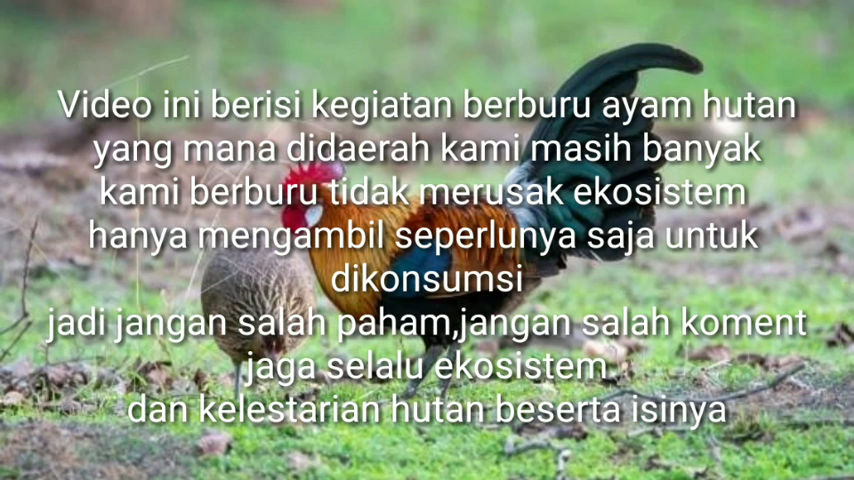 Video ini berisi kegiatan berburu ayam hutan
yang mana didaerah kami masih banyak
kami berburu tidak merusak ekosistem
hanya mengambil seperlunya saja untuk
dikonsumsi
jadi jangan salah paham,jangan salah koment
jaga selalu ekosistem
dan kelestarian hutan beserta isinya